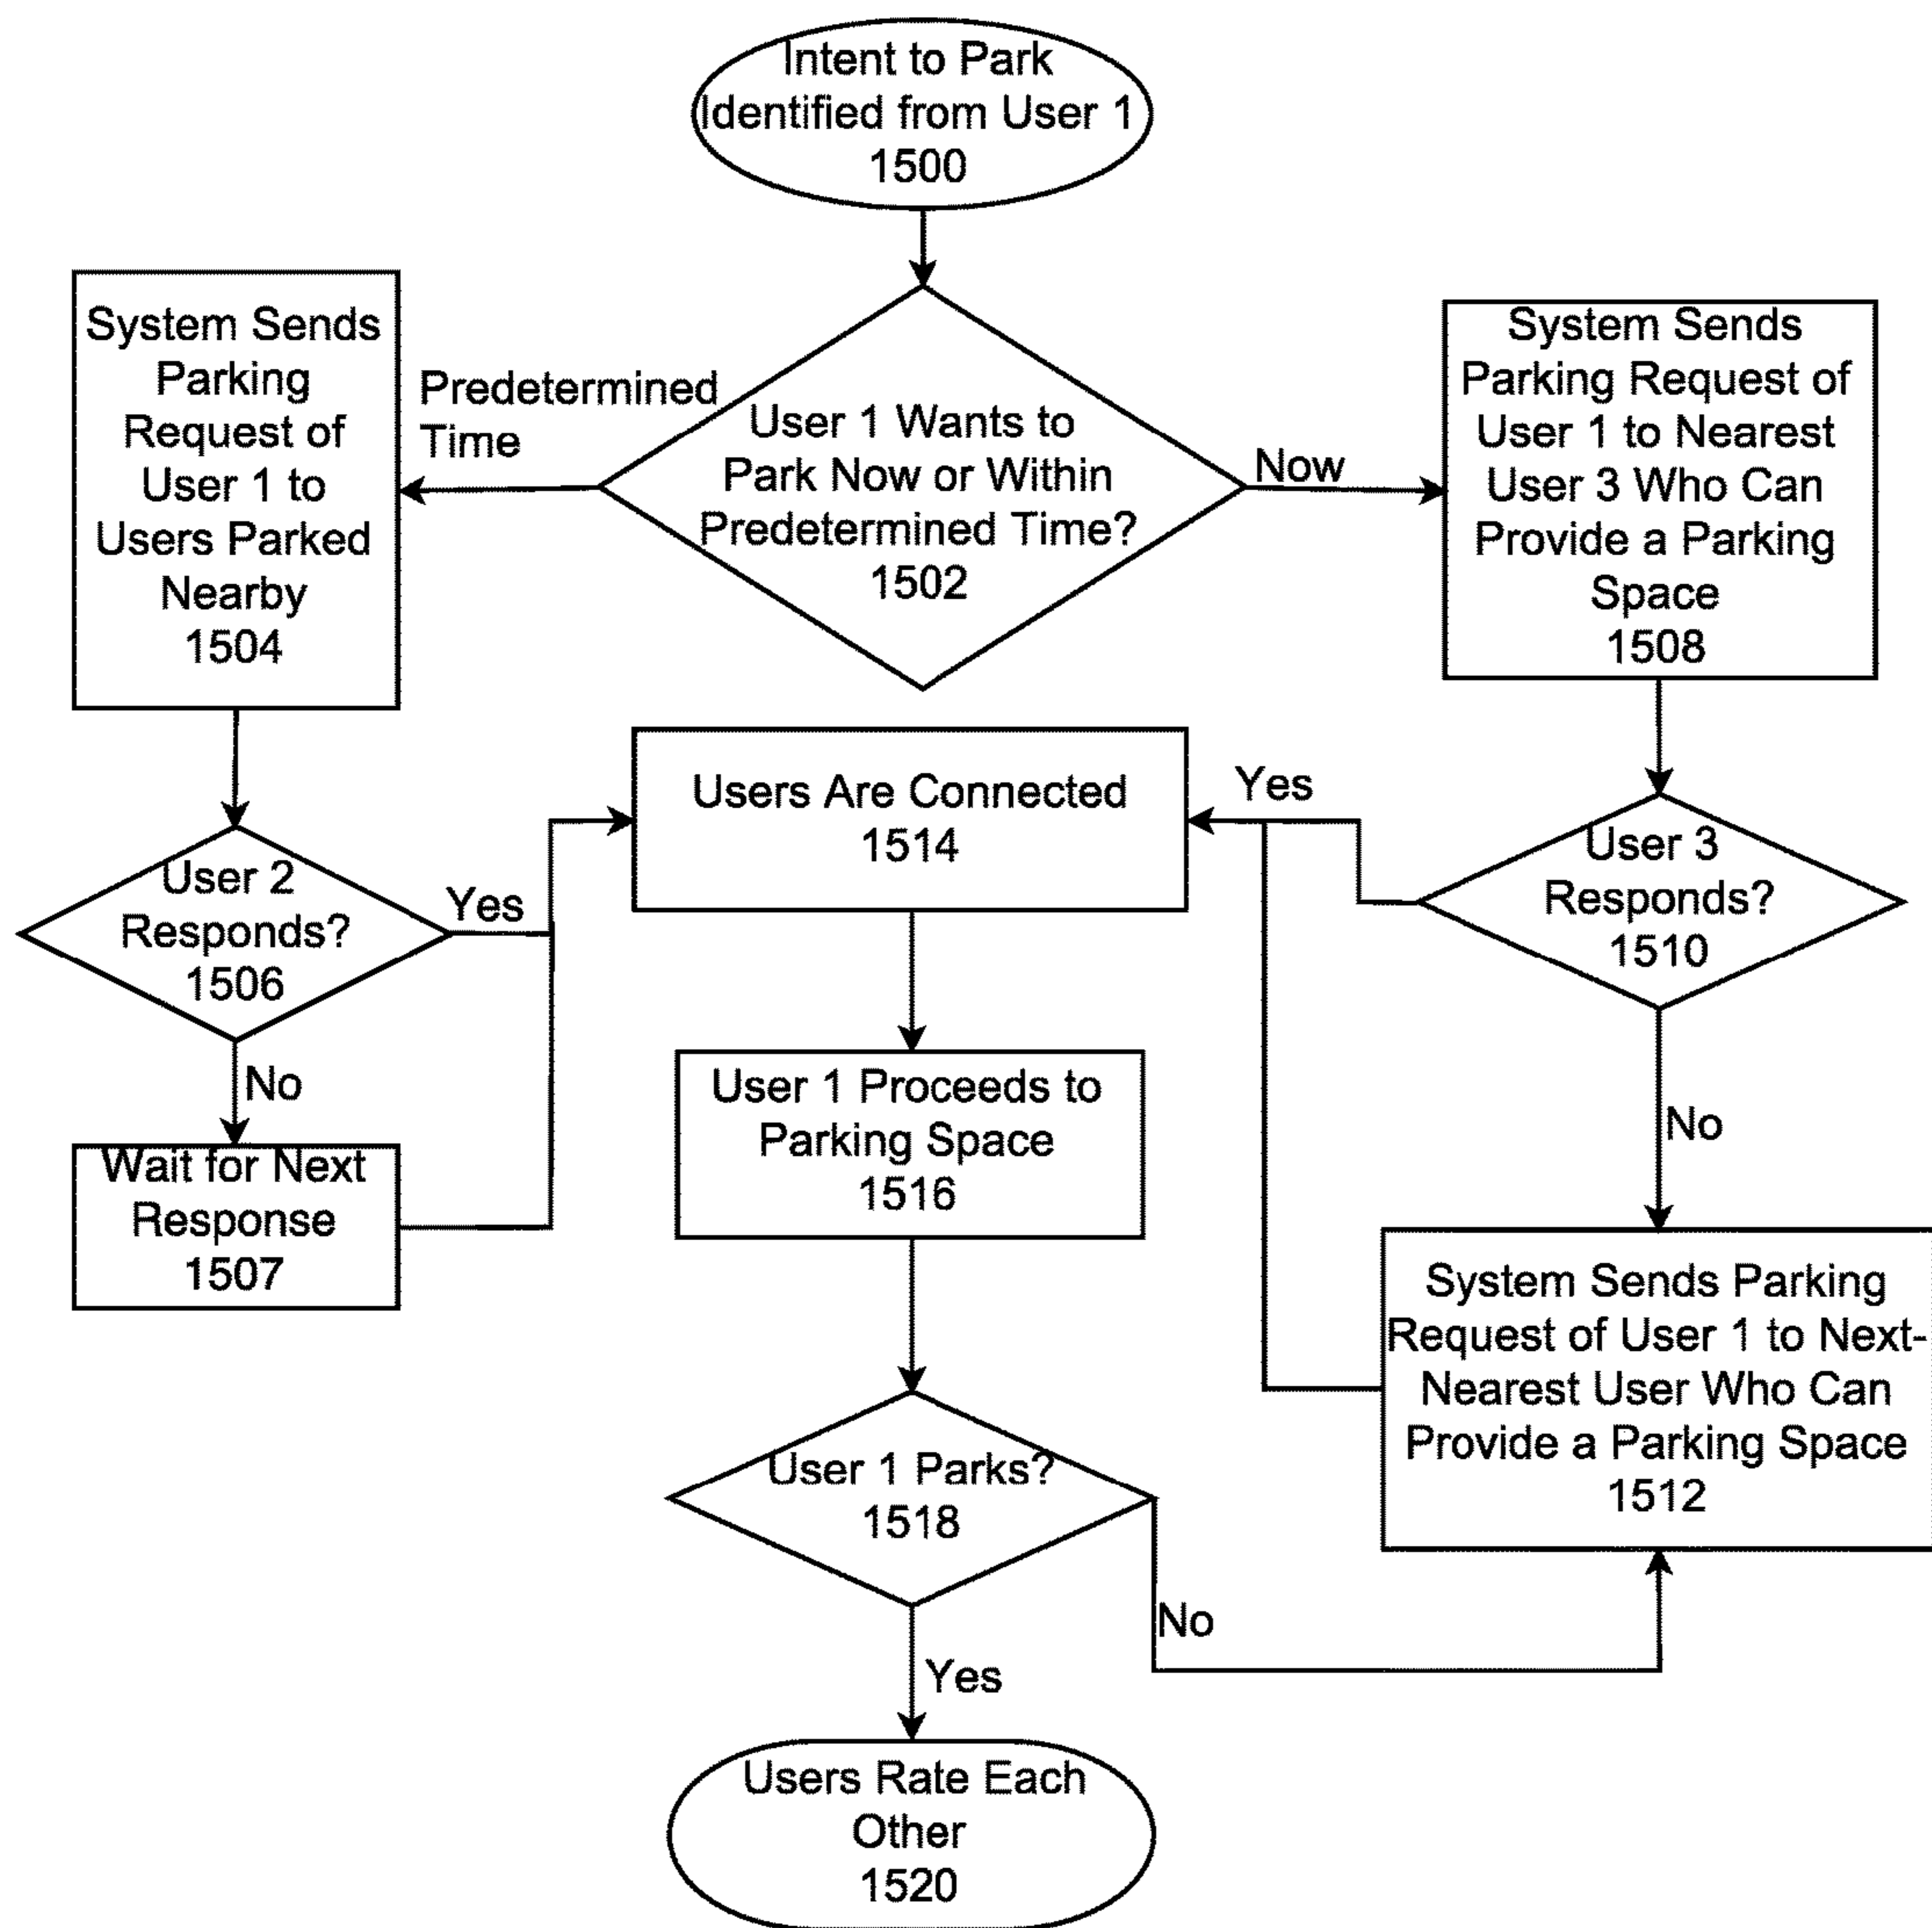 Intent to Park
Identified from User 1
1500
User 1 Wants to
Park Now or Within
Predetermined Time?
1502
Predetermined
Time
Now
System Sends
Parking
Request of
User 1 to
Users Parked
Nearby
1504
System Sends
Parking Request of
User 1 to Nearest
User 3 Who Can
Provide a Parking
Space
1508
User 2
Responds?
1506
Yes
No
Wait for Next
Response
1507
Users Are Connected
1514
Yes
User 3
Responds?
1510
No
User 1 Proceeds to
Parking Space
1516
System Sends Parking
Request of User 1 to Next-
Nearest User Who Can
Provide a Parking Space
1512
User 1 Parks?
1518
No
Yes
Users Rate Each
Other
1520